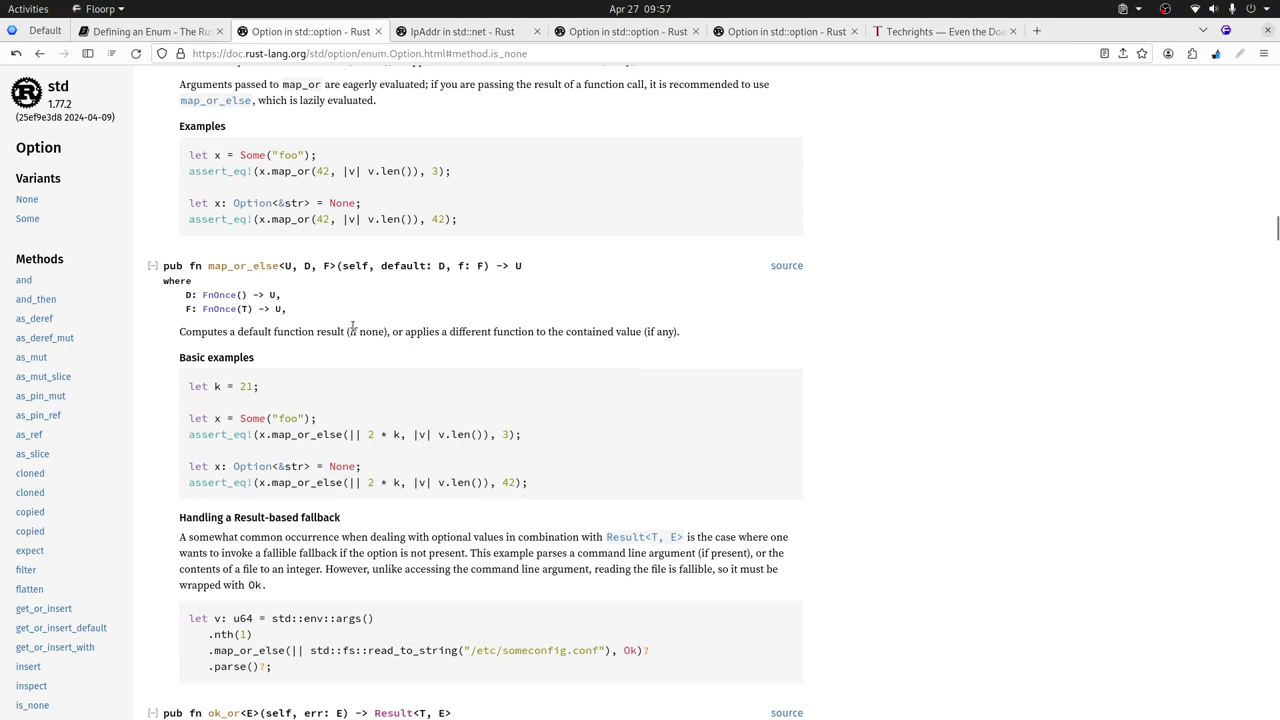 Activities
Floorp
Apr 27 09:57
Default
Defining an Enum - The Ru
Option in std::option - Rust
IpAddr in std::net - Rust
Option in std::option - Rust
Option in std::option - Rust
Techrights — Even the Doa
https://doc.rust-lang.org/std/option/enum.Option.html#method.is_none
std
1.77.2
(25ef9e3d8 2024-04-09)
Option
Variants
None
Some
Methods
and
and_then
as_deref
as_deref_mut
as_mut
as_mut_slice
as_pin_mut
as_pin_ref
as_ref
as_slice
cloned
cloned
copied
copied
expect
filter
flatten
get_or_insert
get_or_insert_default
get_or_insert_with
insert
inspect
is_none
Arguments passed to map_or are eagerly evaluated; if you are passing the result of a function call, it is recommended to use
map_or_else, which is lazily evaluated.
Examples
let x = Some("foo");
assert_eq!(x.map_or(42, |v| v.len()), 3);
let x: Option<&str> = None;
assert_eq!(x.map_or(42, |v| v.len()), 42);
[-] pub fn map_or_else<U, D, F>(self, default: D, f: F) -> U source
where
D: FnOnce() -> U,
F: FnOnce(T) -> U,
Computes a default function result (if none), or applies a different function to the contained value (if any).
Basic examples
let k = 21;
let x = Some("foo");
assert_eq!(x.map_or_else(|| 2 * k, |v| v.len()), 3);
let x: Option<&str> = None;
assert_eq!(x.map_or_else(|| 2 * k, |v| v.len()), 42);
Handling a Result-based fallback
A somewhat common occurrence when dealing with optional values in combination with Result<T, E> is the case where one
wants to invoke a fallible fallback if the option is not present. This example parses a command line argument (if present), or the
contents of a file to an integer. However, unlike accessing the command line argument, reading the file is fallible, so it must be
wrapped with Ok.
let v: u64 = std::env::args()
.nth(1)
.map_or_else(|| std::fs::read_to_string("/etc/someconfig.conf"), Ok)?
.parse()?;
[-] pub fn ok_or<E>(self, err: E) -> Result<T, E> source